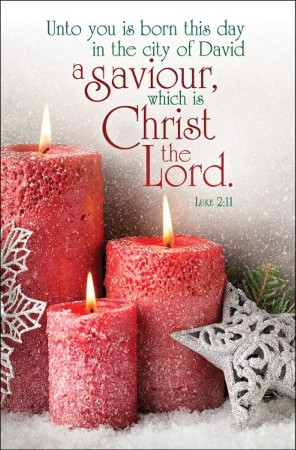 Unto you is born this day
in the city of David
a Saviour,
which is
Christ
the
Lord.
Luke 2:11